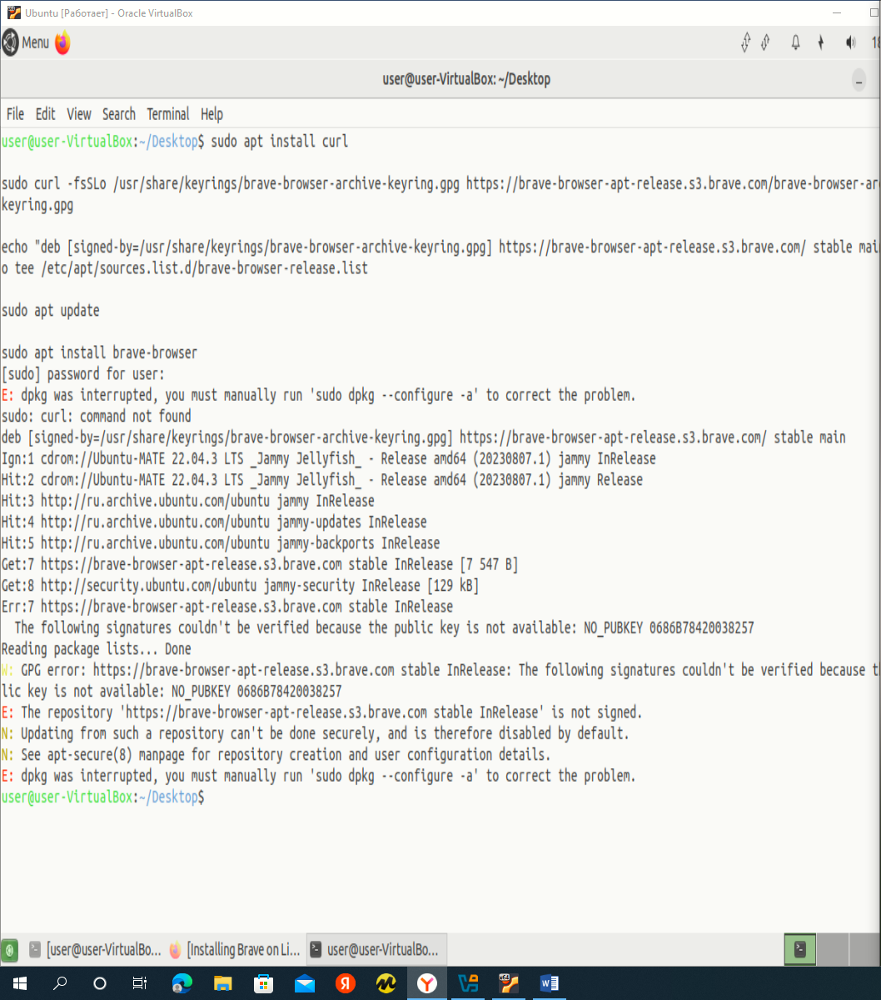 Ubuntu [Работает] - Oracle VirtualBox
Menu
user@user-VirtualBox: ~/Desktop
File Edit View Search Terminal Help
user@user-VirtualBox:~/Desktop$ sudo apt install curl
sudo curl -fsSLo /usr/share/keyrings/brave-browser-archive-keyring.gpg https://brave-browser-apt-release.s3.brave.com/brave-browser-ar
keyring.gpg
echo "deb [signed-by=/usr/share/keyrings/brave-browser-archive-keyring.gpg] https://brave-browser-apt-release.s3.brave.com/ stable main
o tee /etc/apt/sources.list.d/brave-browser-release.list
sudo apt update
sudo apt install brave-browser
[sudo] password for user:
E: dpkg was interrupted, you must manually run 'sudo dpkg --configure -a' to correct the problem.
sudo: curl: command not found
deb [signed-by=/usr/share/keyrings/brave-browser-archive-keyring.gpg] https://brave-browser-apt-release.s3.brave.com/ stable main
Ign:1 cdrom://Ubuntu-MATE 22.04.3 LTS _Jammy Jellyfish_ - Release amd64 (20230807.1) jammy InRelease
Hit:2 cdrom://Ubuntu-MATE 22.04.3 LTS _Jammy Jellyfish_ - Release amd64 (20230807.1) jammy Release
Hit:3 http://ru.archive.ubuntu.com/ubuntu jammy InRelease
Hit:4 http://ru.archive.ubuntu.com/ubuntu jammy-updates InRelease
Hit:5 http://ru.archive.ubuntu.com/ubuntu jammy-backports InRelease
Get:7 https://brave-browser-apt-release.s3.brave.com stable InRelease [7 547 B]
Get:8 http://security.ubuntu.com/ubuntu jammy-security InRelease [129 kB]
Err:7 https://brave-browser-apt-release.s3.brave.com stable InRelease
The following signatures couldn't be verified because the public key is not available: NO_PUBKEY 0686B78420038257
Reading package lists... Done
W: GPG error: https://brave-browser-apt-release.s3.brave.com stable InRelease: The following signatures couldn't be verified because t
lic key is not available: NO_PUBKEY 0686B78420038257
E: The repository 'https://brave-browser-apt-release.s3.brave.com stable InRelease' is not signed.
N: Updating from such a repository can't be done securely, and is therefore disabled by default.
N: See apt-secure(8) manpage for repository creation and user configuration details.
E: dpkg was interrupted, you must manually run 'sudo dpkg --configure -a' to correct the problem.
user@user-VirtualBox:~/Desktop$
[user@user-VirtualBo... [Installing Brave on Li... user@user-VirtualBo...